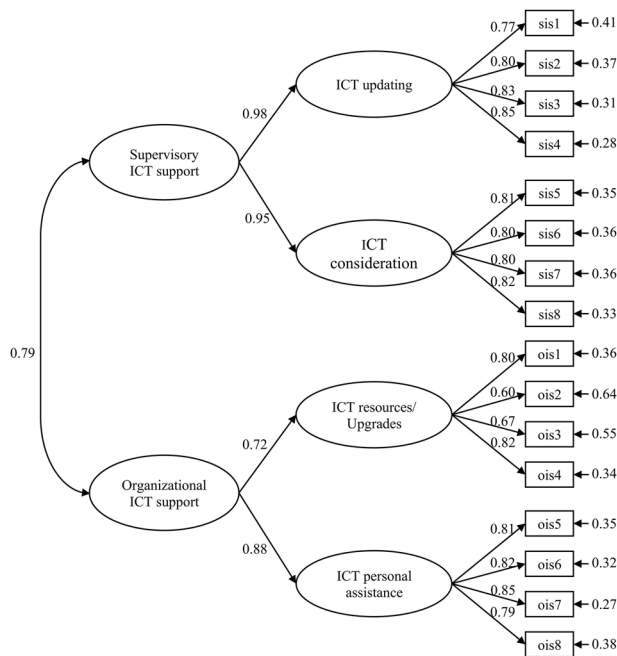 0.77
sis1
0.41
0.80
sis2
0.37
ICT updating
0.83
sis3
0.31
0.85
sis4
0.28
0.98
Supervisory
ICT support
0.95
0.81
sis5
0.35
0.80
sis6
0.36
ICT
consideration
0.80
sis7
0.36
0.82
sis8
0.33
0.79
0.80
ois1
0.36
0.60
ois2
0.64
ICT resources/
Upgrades
0.67
ois3
0.55
0.82
ois4
0.34
0.72
Organizational
ICT support
0.88
0.81
ois5
0.35
0.82
ois6
0.32
ICT personal
assistance
0.85
ois7
0.27
0.79
ois8
0.38